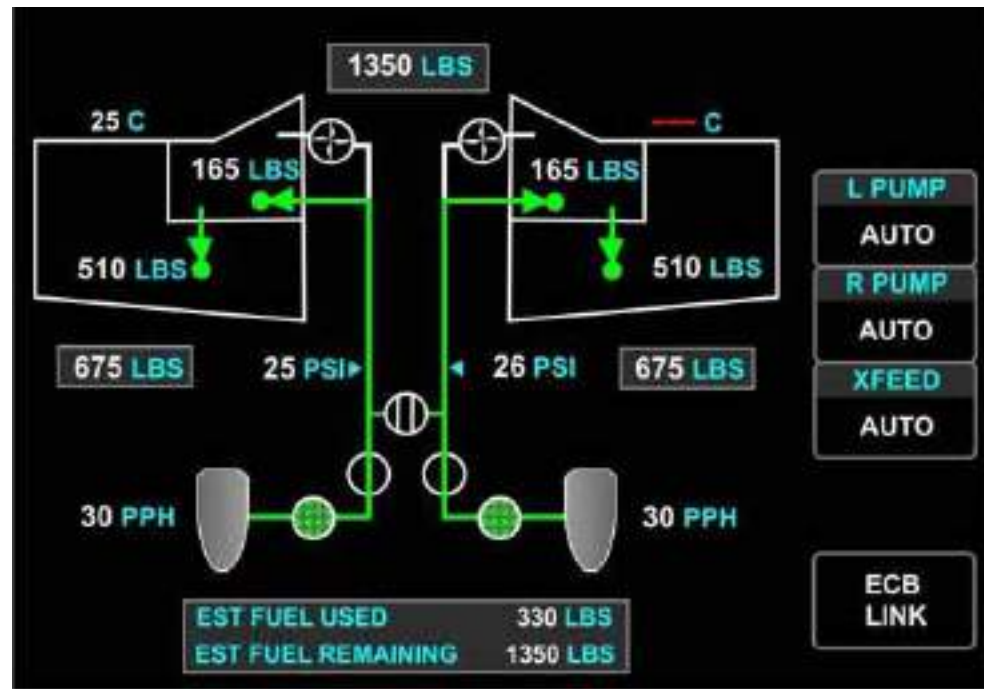 1350 LBS
25 C
--- C
165 LBS
165 LBS
L PUMP
AUTO
510 LBS
510 LBS
R PUMP
AUTO
675 LBS
25 PSI
26 PSI
675 LBS
XFEED
AUTO
30 PPH
30 PPH
ECB
LINK
EST FUEL USED 330 LBS
EST FUEL REMAINING 1350 LBS